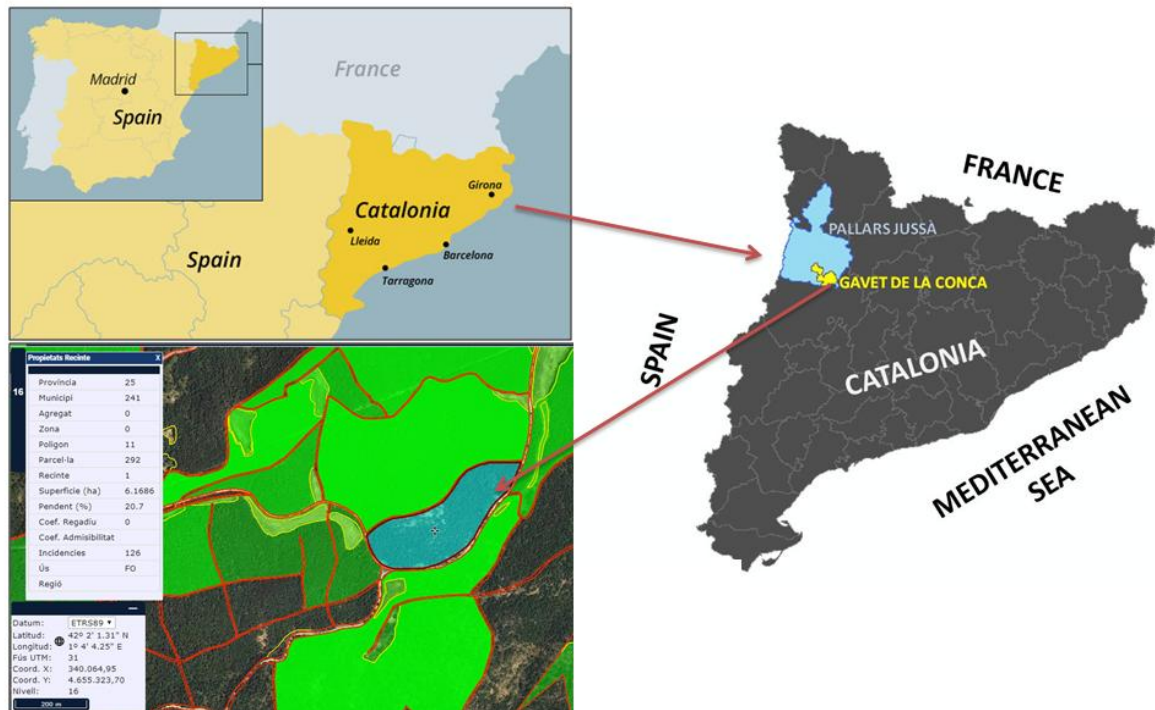 France
Madrid
Spain
Girona
Catalonia
Lleida
Barcelona
Spain
Tarragona
FRANCE
PALLARS JUSSÀ
GAVET DE LA CONCA
SPAIN
CATALONIA
MEDITERRANEAN
SEA
Propietats Recinte X
16
Província 25
Municipi 241
Agregat 0
Zona 0
Poligon 11
Parcel·la 292
Recinte 1
Superfície (ha) 6.1686
Pendent (%) 20.7
Coef. Regadiu 0
Coef. Admisibilitat
Incidencies 126
Ús FO
Regió
Datum: ETRS89
Latitud: 42º 2' 1.31" N
Longitud: 1º 4' 4.25" E
Fús UTM: 31
Coord. X: 340.064,95
Coord. Y: 4.655.323,70
Nivell: 16
200 m